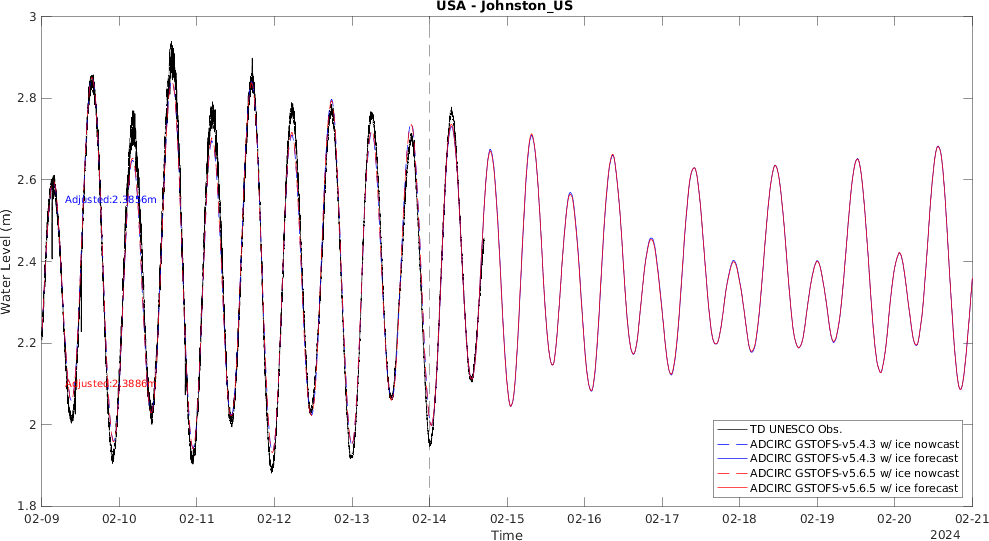 USA - Johnston_US
3
2.8
2.6
2.4
2.2
2
1.8
Water Level (m)
Adjusted:2.3856m
Adjusted:2.3886m
TD UNESCO Obs.
ADCIRC GSTOFS-v5.4.3 w/ ice nowcast
ADCIRC GSTOFS-v5.4.3 w/ ice forecast
ADCIRC GSTOFS-v5.6.5 w/ ice nowcast
ADCIRC GSTOFS-v5.6.5 w/ ice forecast
02-09 02-10 02-11 02-12 02-13 02-14 02-15 02-16 02-17 02-18 02-19 02-20 02-21
Time
2024